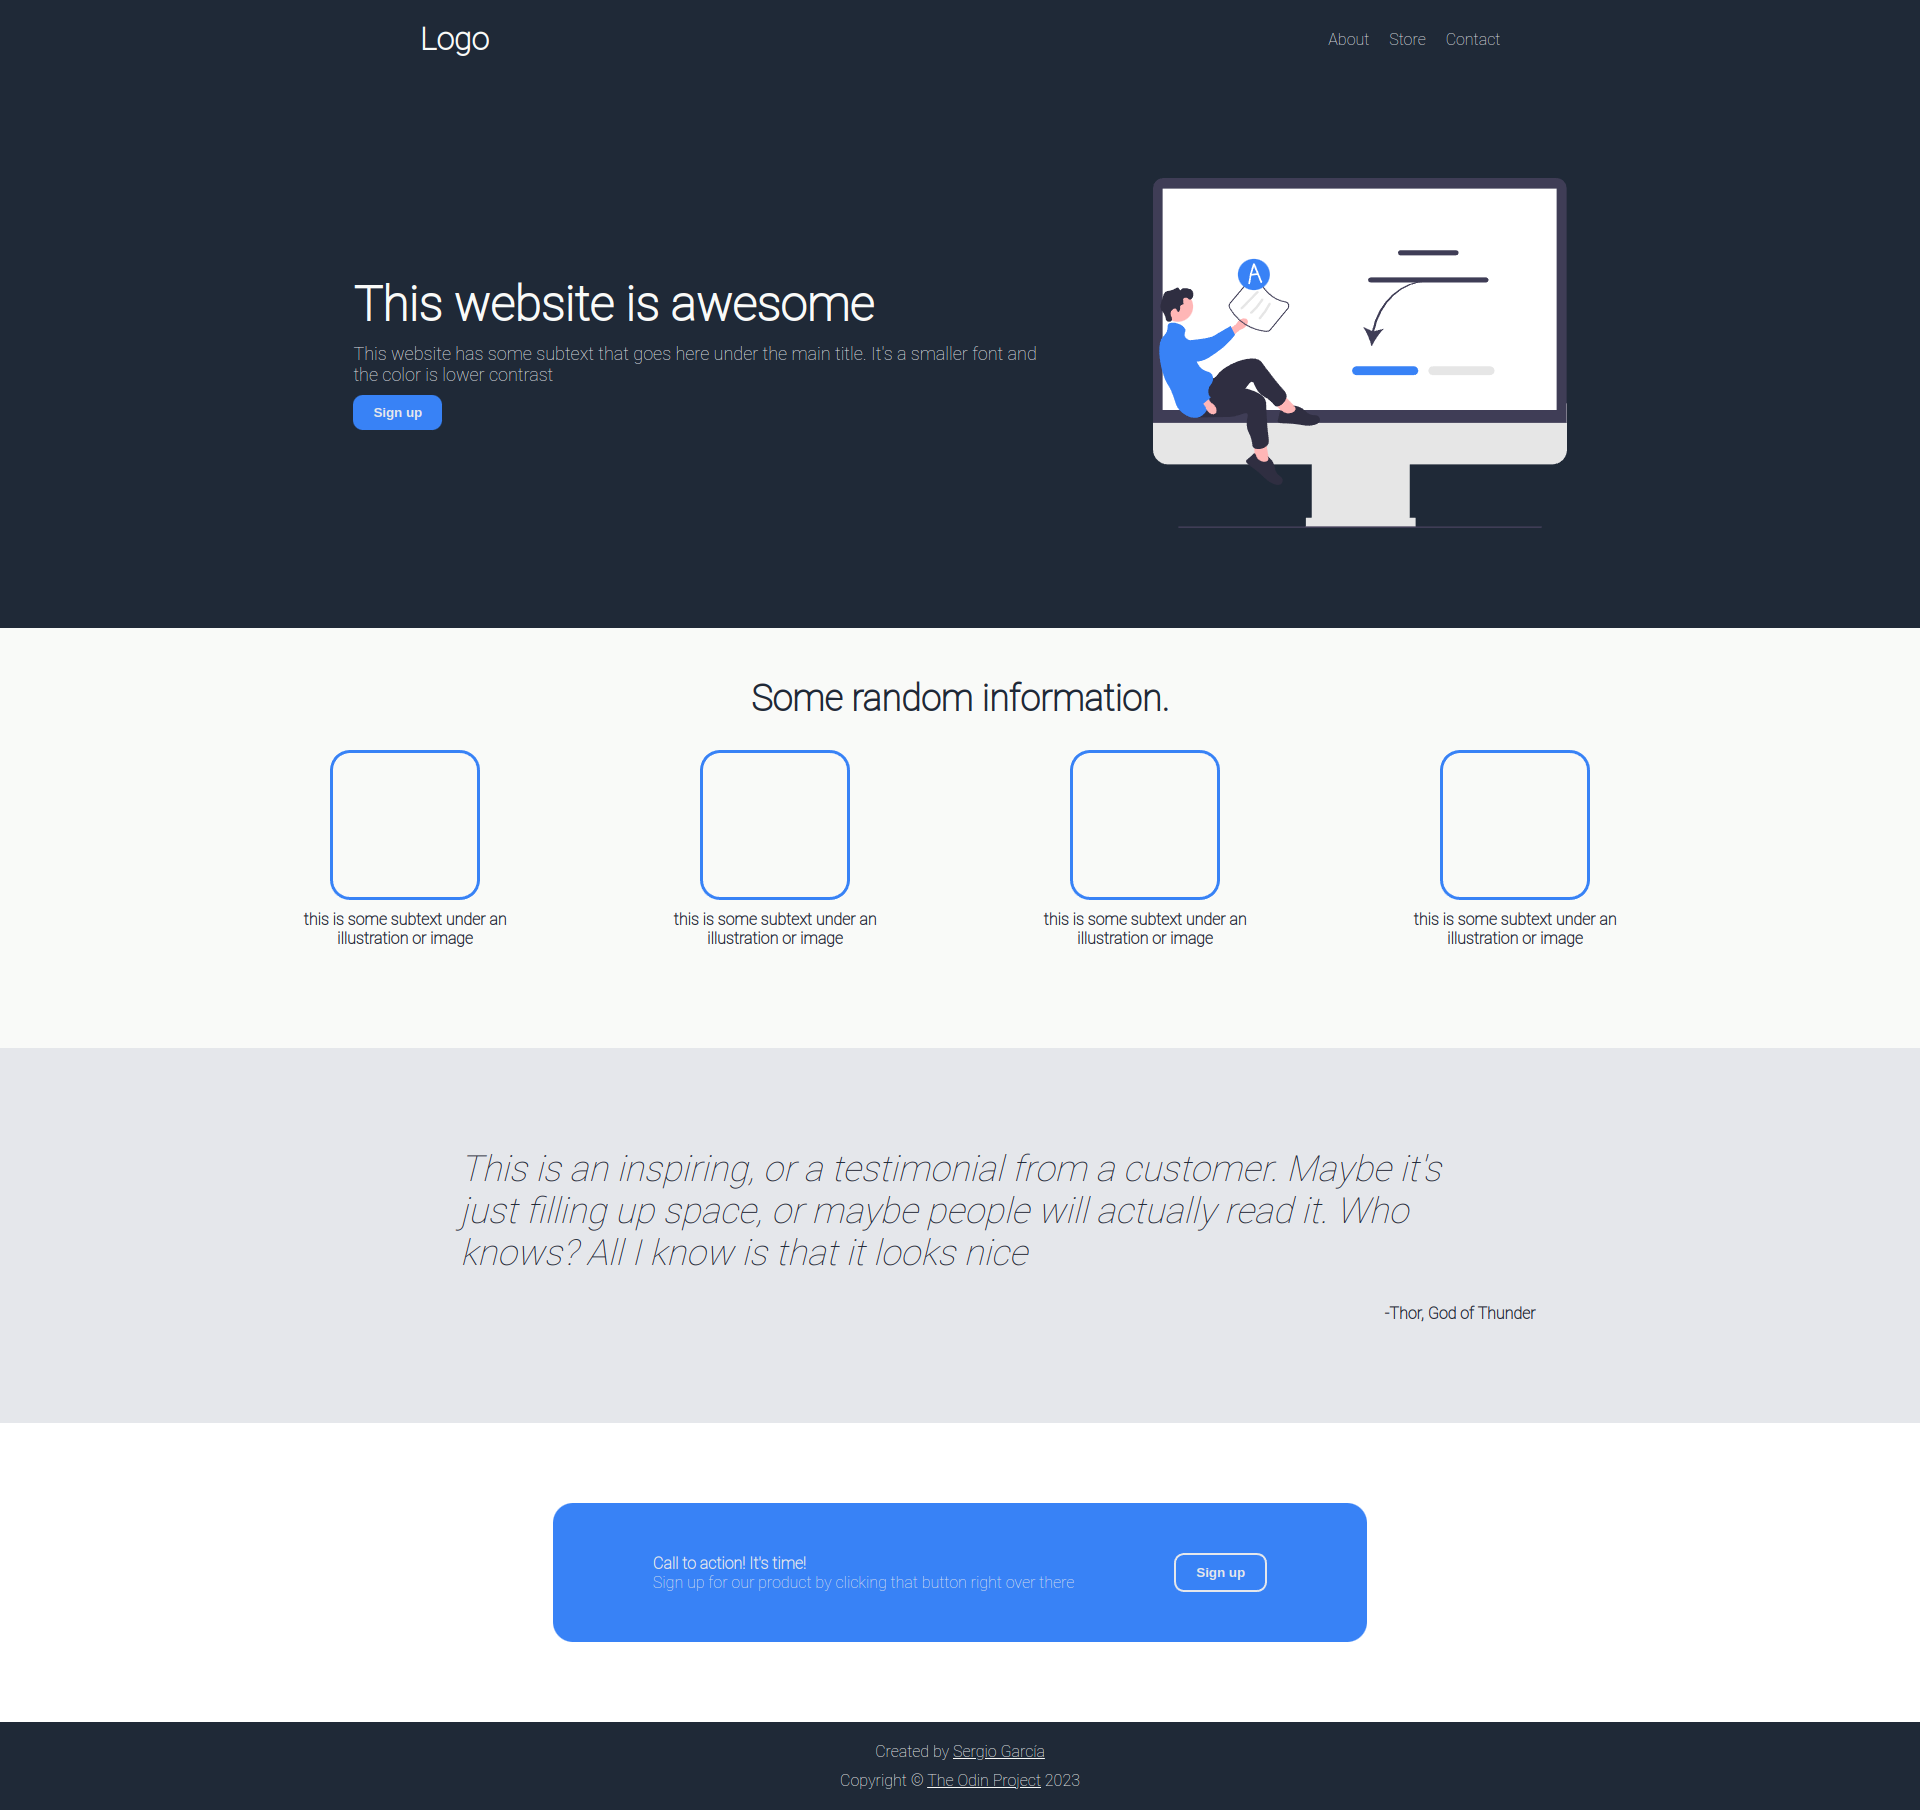 Logo
About Store Contact
This website is awesome
This website has some subtext that goes here under the main title. It's a smaller font and
the color is lower contrast
Sign up
A
Some random information.
this is some subtext under an
illustration or image
this is some subtext under an
illustration or image
this is some subtext under an
illustration or image
this is some subtext under an
illustration or image
This is an inspiring, or a testimonial from a customer. Maybe it's
just filling up space, or maybe people will actually read it. Who
knows? All I know is that it looks nice
-Thor, God of Thunder
Call to action! It's time!
Sign up for our product by clicking that button right over there
Sign up
Created by Sergio García
Copyright © The Odin Project 2023